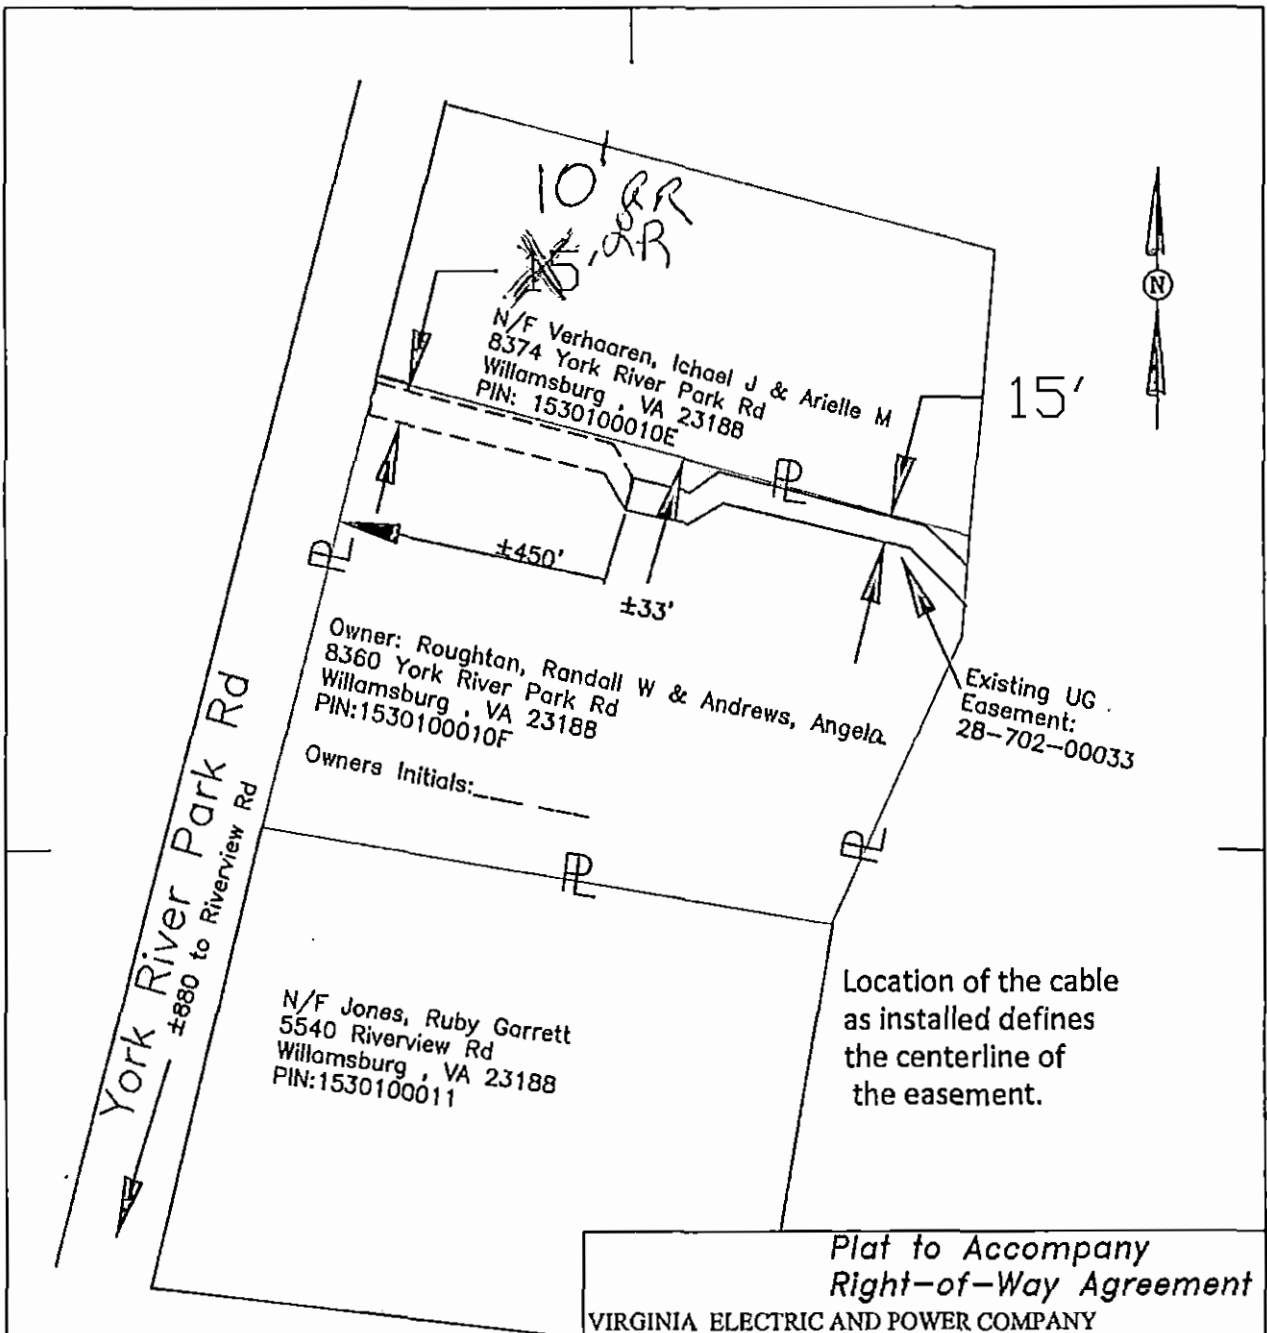 10'
RR
RR
15'
N/F Verhaaren, Ichael J & Arielle M
8374 York River Park Rd
Willamsburg , VA 23188
PIN: 1530100010E
N
15'
PL
±450'
±33'
PL
Owner: Roughton, Randall W & Andrews, Angela
8360 York River Park Rd
Willamsburg , VA 23188
PIN:1530100010F
Owners Initials:____ ____
Existing UG
Easement:
28-702-00033
PL
PL
York River Park Rd
±880 to Riverview Rd
N/F Jones, Ruby Garrett
5540 Riverview Rd
Willamsburg , VA 23188
PIN:1530100011
Location of the cable
as installed defines
the centerline of
the easement.
Plat to Accompany
Right-of-Way Agreement
VIRGINIA ELECTRIC AND POWER COMPANY